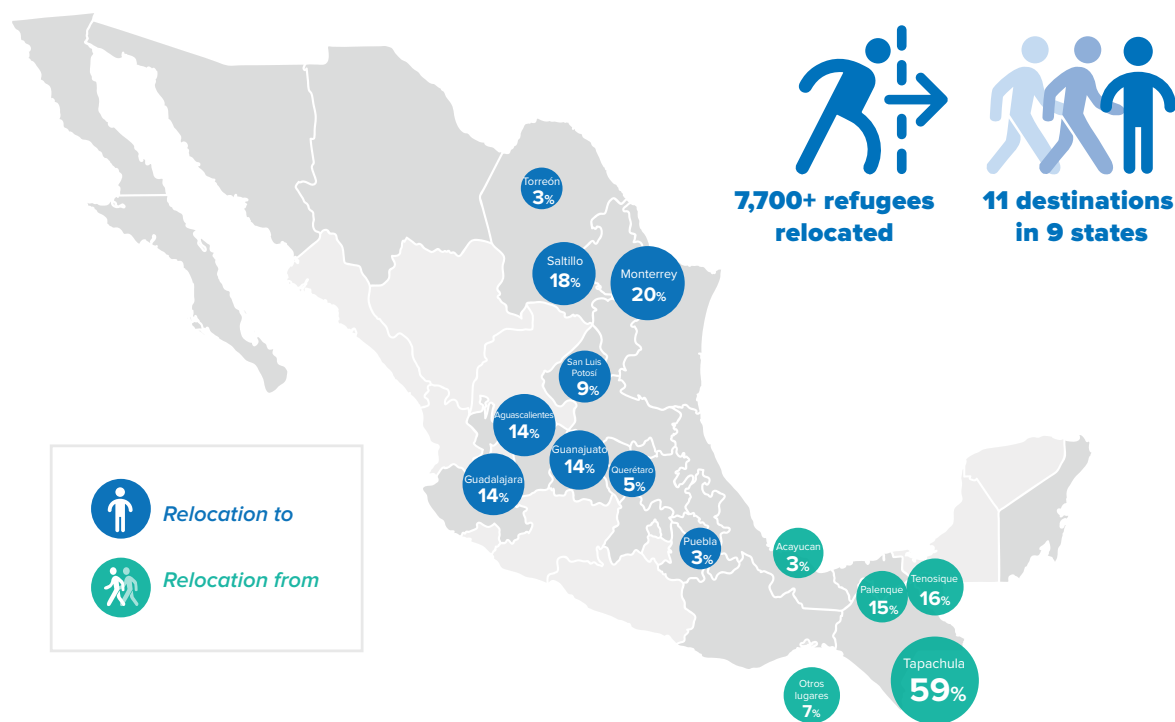 7,700+ refugees
relocated
11 destinations
in 9 states
Torreón
3%
Saltillo
18%
Monterrey
20%
San Luis
Potosí
9%
Aguascalientes
14%
Guanajuato
14%
Querétaro
5%
Guadalajara
14%
Puebla
3%
Acayucan
3%
Palenque
15%
Tenosique
16%
Tapachula
59%
Otros
lugares
7%
Relocation to
Relocation from